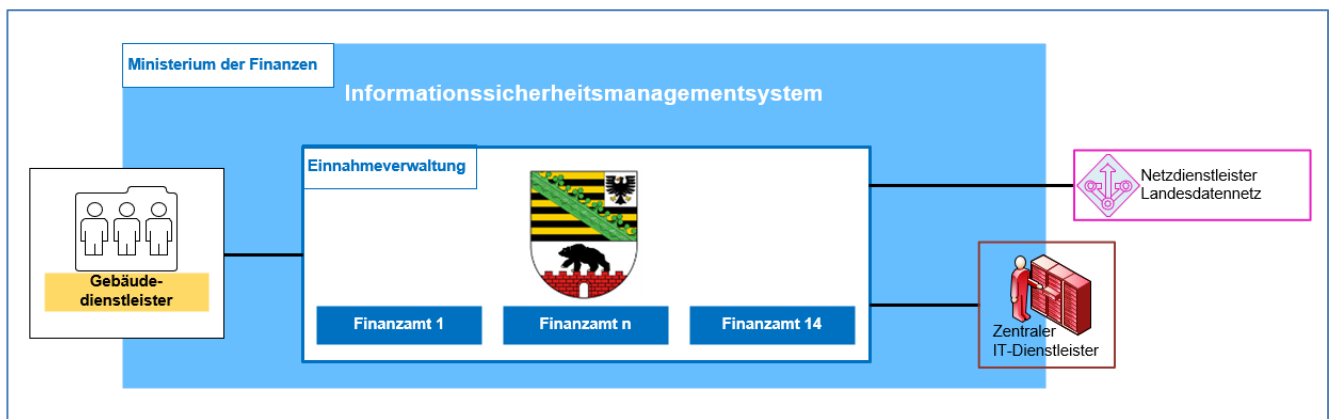 Ministerium der Finanzen
Informationssicherheitsmanagementsystem
Einnahmeverwaltung
Gebäude-
dienstleister
Finanzamt 1
Finanzamt n
Finanzamt 14
Netzdienstleister
Landesdatennetz
Zentraler
IT-Dienstleister